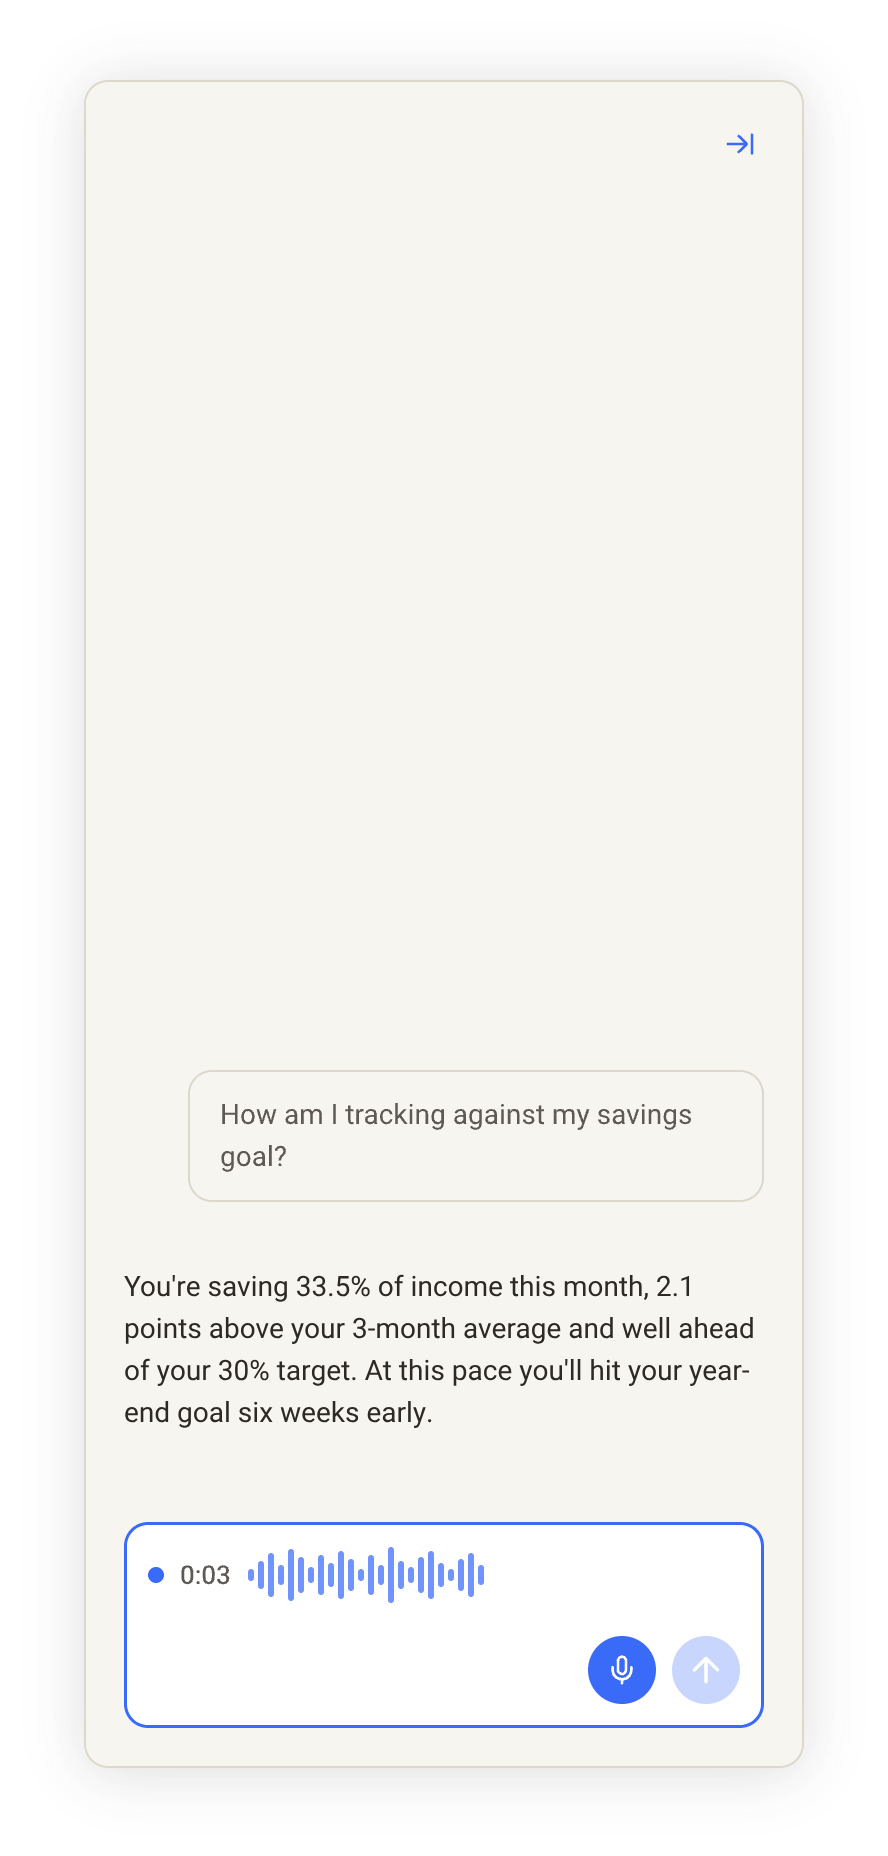 How am I tracking against my savings
goal?
You're saving 33.5% of income this month, 2.1
points above your 3-month average and well ahead
of your 30% target. At this pace you'll hit your year-
end goal six weeks early.
0:03